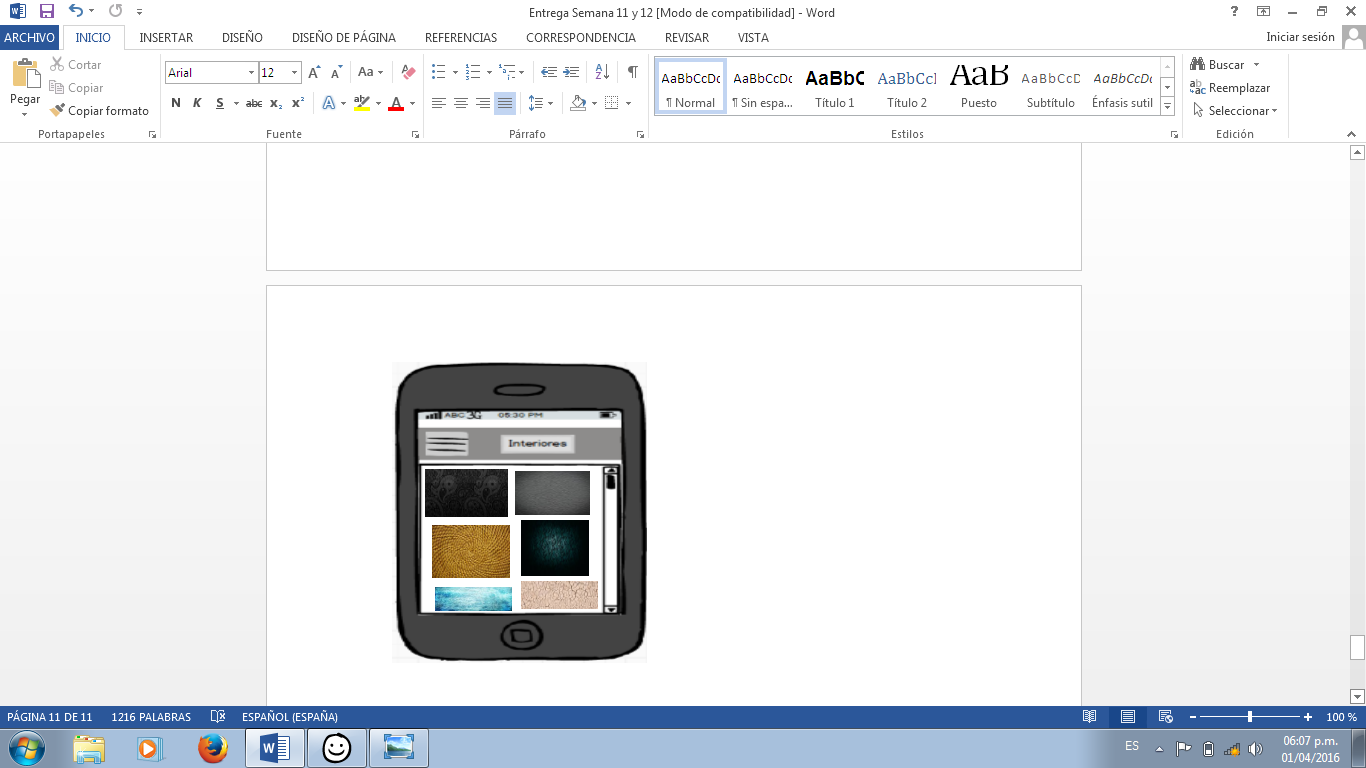 Entrega Semana 11 y 12 [Modo de compatibilidad] - Word
ARCHIVO INICIO INSERTAR DISEÑO DISEÑO DE PÁGINA REFERENCIAS CORRESPONDENCIA REVISAR VISTA Iniciar sesión
Pegar
Cortar
Copiar
Copiar formato
Portapapeles
Arial 12
Aa
N K S abc x₂ x²
A ab A
Fuente
Párrafo
AaBbCcDc AaBbCcDc AaBbC AaBbCcI AaB AaBbCcD AaBbCcDc
¶ Normal ¶ Sin espa... Título 1 Título 2 Puesto Subtítulo Énfasis sutil
Estilos
Buscar
Reemplazar
Seleccionar
Edición
ABC 3G 05:30 PM
Interiores
PÁGINA 11 DE 11 1216 PALABRAS ESPAÑOL (ESPAÑA) 100 %
ES 06:07 p.m.
01/04/2016